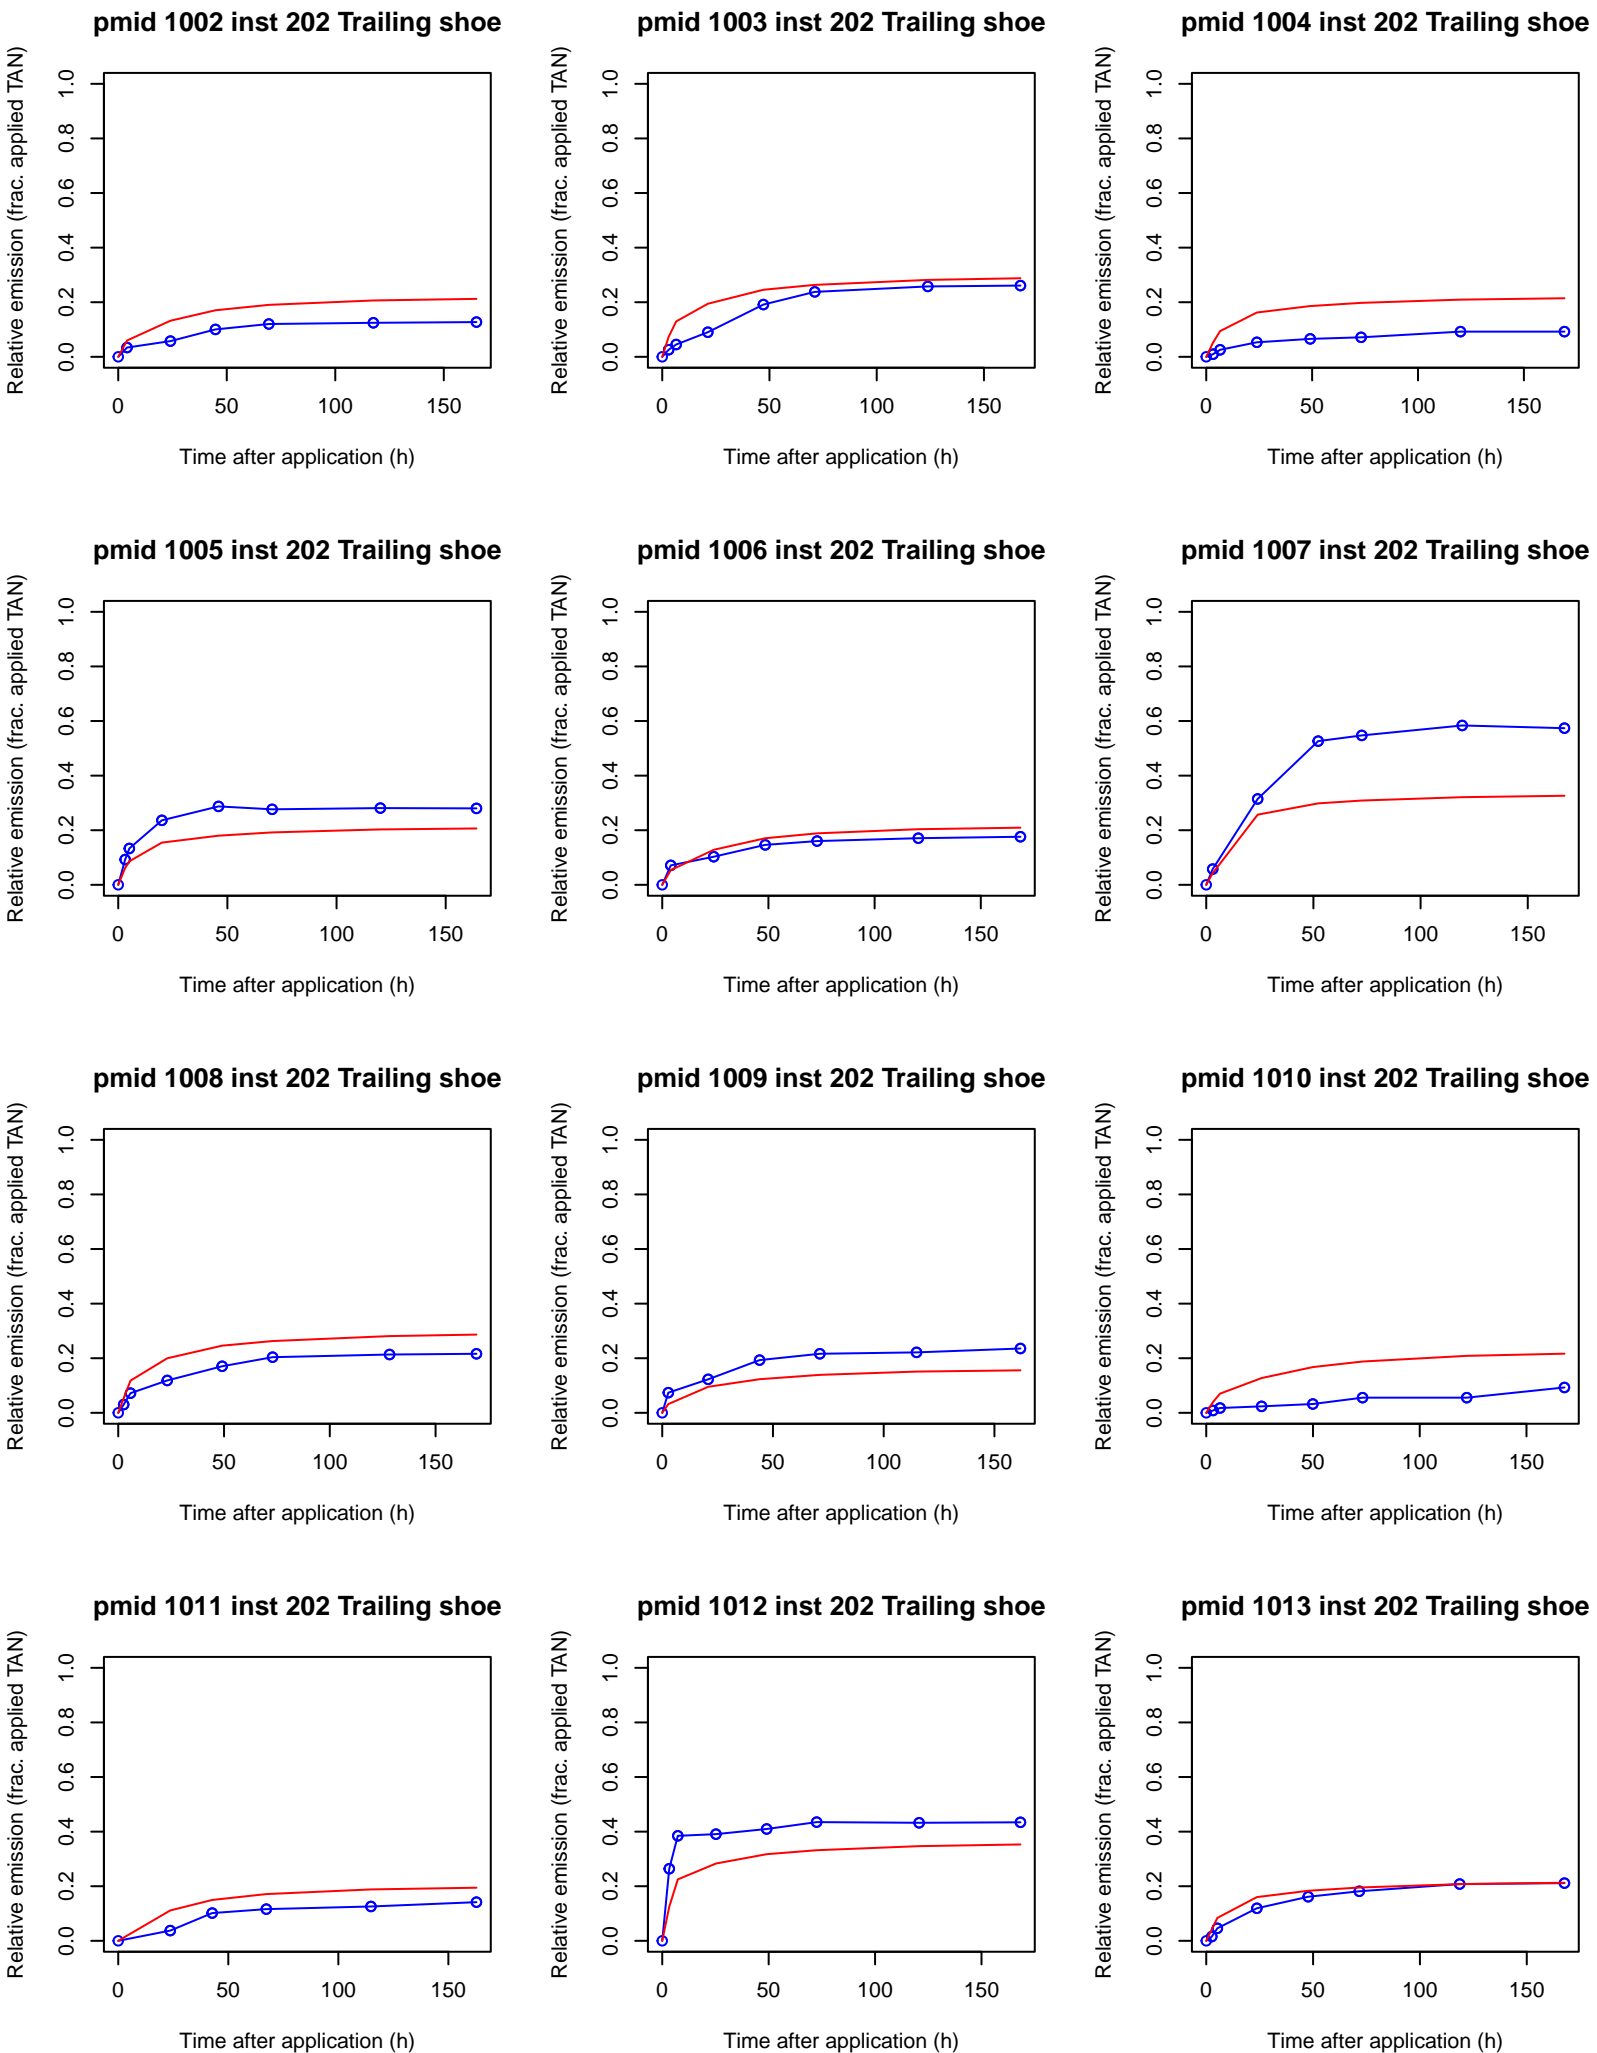 pmid 1002 inst 202 Trailing shoe
Relative emission (frac. applied TAN)
1.0
0.8
0.6
0.4
0.2
0.0
0 50 100 150
Time after application (h)
pmid 1003 inst 202 Trailing shoe
Relative emission (frac. applied TAN)
1.0
0.8
0.6
0.4
0.2
0.0
0 50 100 150
Time after application (h)
pmid 1004 inst 202 Trailing shoe
Relative emission (frac. applied TAN)
1.0
0.8
0.6
0.4
0.2
0.0
0 50 100 150
Time after application (h)
pmid 1005 inst 202 Trailing shoe
Relative emission (frac. applied TAN)
1.0
0.8
0.6
0.4
0.2
0.0
0 50 100 150
Time after application (h)
pmid 1006 inst 202 Trailing shoe
Relative emission (frac. applied TAN)
1.0
0.8
0.6
0.4
0.2
0.0
0 50 100 150
Time after application (h)
pmid 1007 inst 202 Trailing shoe
Relative emission (frac. applied TAN)
1.0
0.8
0.6
0.4
0.2
0.0
0 50 100 150
Time after application (h)
pmid 1008 inst 202 Trailing shoe
Relative emission (frac. applied TAN)
1.0
0.8
0.6
0.4
0.2
0.0
0 50 100 150
Time after application (h)
pmid 1009 inst 202 Trailing shoe
Relative emission (frac. applied TAN)
1.0
0.8
0.6
0.4
0.2
0.0
0 50 100 150
Time after application (h)
pmid 1010 inst 202 Trailing shoe
Relative emission (frac. applied TAN)
1.0
0.8
0.6
0.4
0.2
0.0
0 50 100 150
Time after application (h)
pmid 1011 inst 202 Trailing shoe
Relative emission (frac. applied TAN)
1.0
0.8
0.6
0.4
0.2
0.0
0 50 100 150
Time after application (h)
pmid 1012 inst 202 Trailing shoe
Relative emission (frac. applied TAN)
1.0
0.8
0.6
0.4
0.2
0.0
0 50 100 150
Time after application (h)
pmid 1013 inst 202 Trailing shoe
Relative emission (frac. applied TAN)
1.0
0.8
0.6
0.4
0.2
0.0
0 50 100 150
Time after application (h)